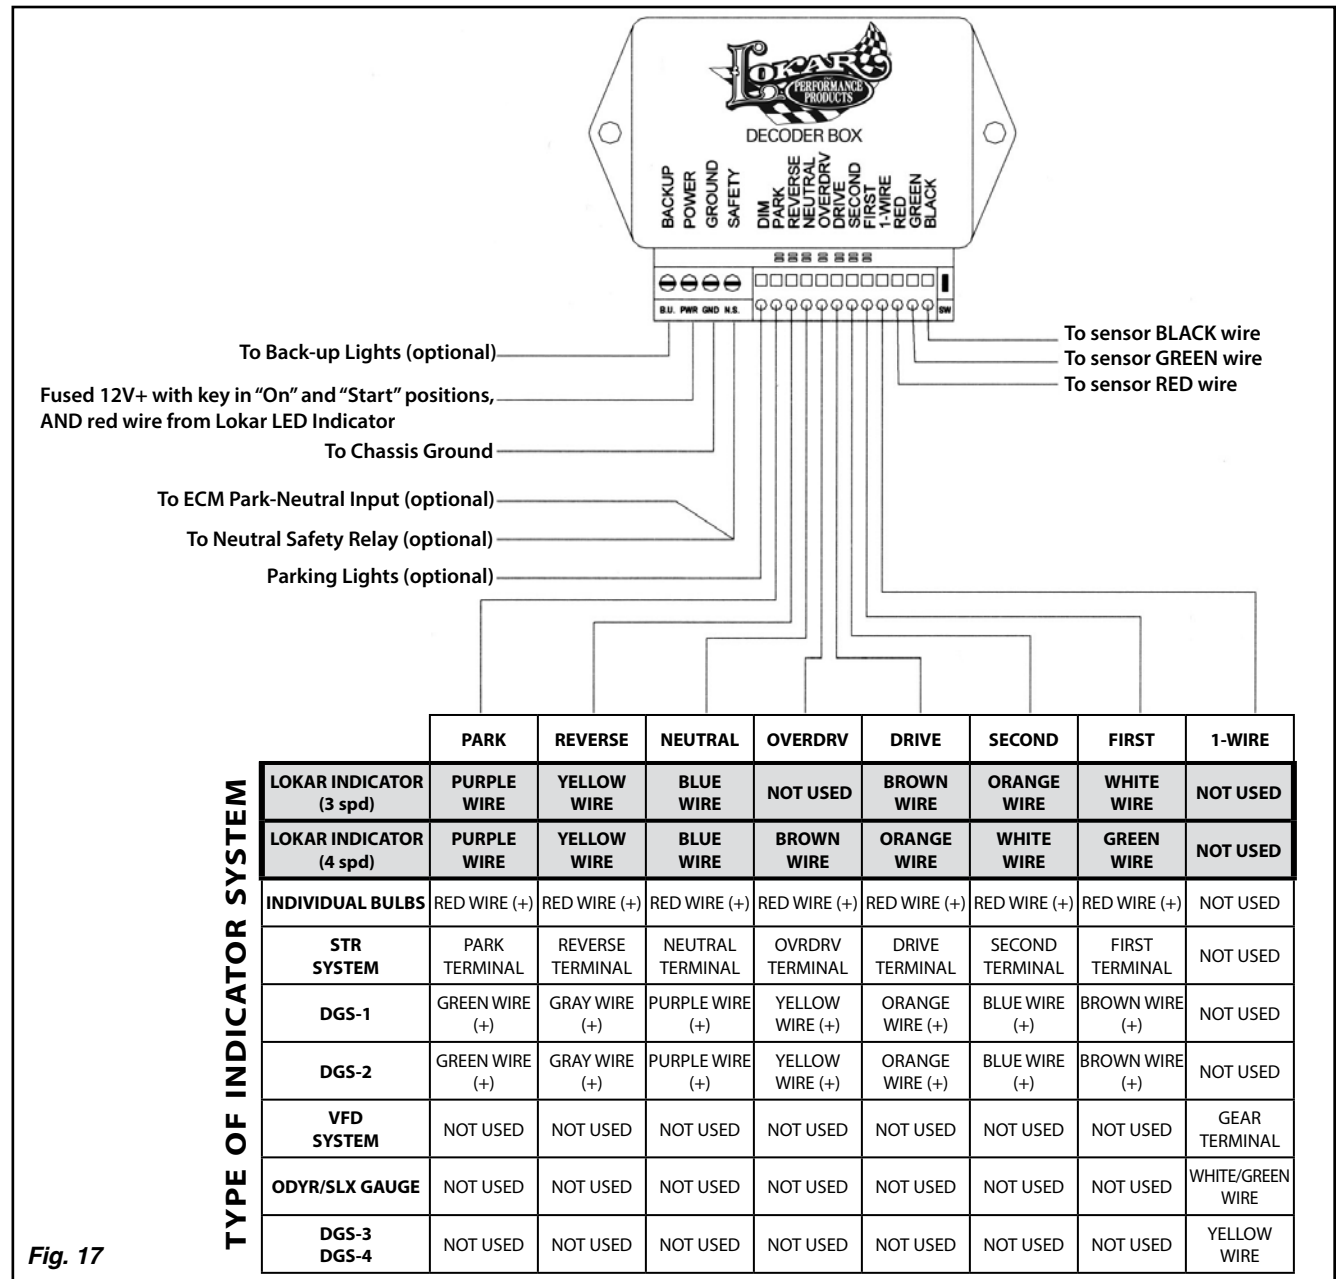 LOKAR
INC
PERFORMANCE
PRODUCTS
DECODER BOX
BACKUP
POWER
GROUND
SAFETY
DIM
PARK
REVERSE
NEUTRAL
OVERDRV
DRIVE
SECOND
FIRST
1-WIRE
RED
GREEN
BLACK
B.U. PWR GND N.S. SW
To Back-up Lights (optional)
Fused 12V+ with key in “On” and “Start” positions,
AND red wire from Lokar LED Indicator
To Chassis Ground
To ECM Park-Neutral Input (optional)
To Neutral Safety Relay (optional)
Parking Lights (optional)
To sensor BLACK wire
To sensor GREEN wire
To sensor RED wire
TYPE OF INDICATOR SYSTEM
PARK REVERSE NEUTRAL OVERDRV DRIVE SECOND FIRST 1-WIRE
LOKAR INDICATOR PURPLE YELLOW BLUE NOT USED BROWN ORANGE WHITE NOT USED
(3 spd) WIRE WIRE WIRE WIRE WIRE WIRE
LOKAR INDICATOR PURPLE YELLOW BLUE BROWN ORANGE WHITE GREEN NOT USED
(4 spd) WIRE WIRE WIRE WIRE WIRE WIRE WIRE
INDIVIDUAL BULBS RED WIRE (+) RED WIRE (+) RED WIRE (+) RED WIRE (+) RED WIRE (+) RED WIRE (+) RED WIRE (+) NOT USED
STR PARK REVERSE NEUTRAL OVRDRV DRIVE SECOND FIRST NOT USED
SYSTEM TERMINAL TERMINAL TERMINAL TERMINAL TERMINAL TERMINAL TERMINAL
DGS-1 GREEN WIRE GRAY WIRE PURPLE WIRE YELLOW ORANGE BLUE WIRE BROWN WIRE NOT USED
(+) (+) (+) WIRE (+) WIRE (+) (+) (+)
DGS-2 GREEN WIRE GRAY WIRE PURPLE WIRE YELLOW ORANGE BLUE WIRE BROWN WIRE NOT USED
(+) (+) (+) WIRE (+) WIRE (+) (+) (+)
VFD NOT USED NOT USED NOT USED NOT USED NOT USED NOT USED NOT USED GEAR
SYSTEM TERMINAL
ODYR/SLX GAUGE NOT USED NOT USED NOT USED NOT USED NOT USED NOT USED NOT USED WHITE/GREEN
WIRE
DGS-3 NOT USED NOT USED NOT USED NOT USED NOT USED NOT USED NOT USED YELLOW
DGS-4 WIRE
Fig. 17